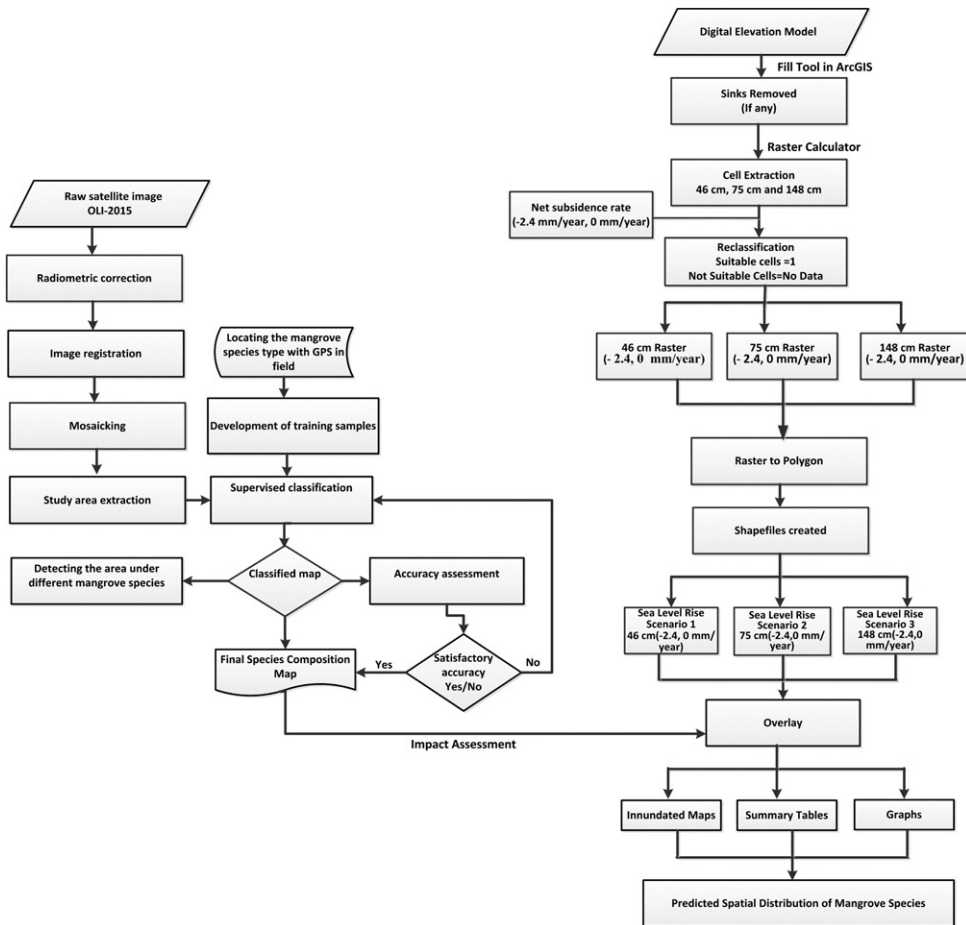 Digital Elevation Model
Fill Tool in ArcGIS
Sinks Removed
(If any)
Raster Calculator
Cell Extraction
46 cm, 75 cm and 148 cm
Net subsidence rate
(-2.4 mm/year, 0 mm/year)
Reclassification
Suitable cells =1
Not Suitable Cells=No Data
46 cm Raster
(- 2.4, 0 mm/year)
75 cm Raster
(- 2.4, 0 mm/year)
148 cm Raster
(- 2.4, 0 mm/year)
Raster to Polygon
Shapefiles created
Sea Level Rise
Scenario 1
46 cm(-2.4, 0 mm/
year)
Sea Level Rise
Scenario 2
75 cm(-2.4,0 mm/
year)
Sea Level Rise
Scenario 3
148 cm(-2.4,0
mm/year)
Raw satellite image
OLI-2015
Radiometric correction
Image registration
Mosaicking
Study area extraction
Locating the mangrove
species type with GPS in
field
Development of training samples
Supervised classification
Classified map
Detecting the area under
different mangrove species
Accuracy assessment
Satisfactory
accuracy
Yes/No
Yes
No
Final Species Composition
Map
Impact Assessment
Overlay
Innundated Maps
Summary Tables
Graphs
Predicted Spatial Distribution of Mangrove Species